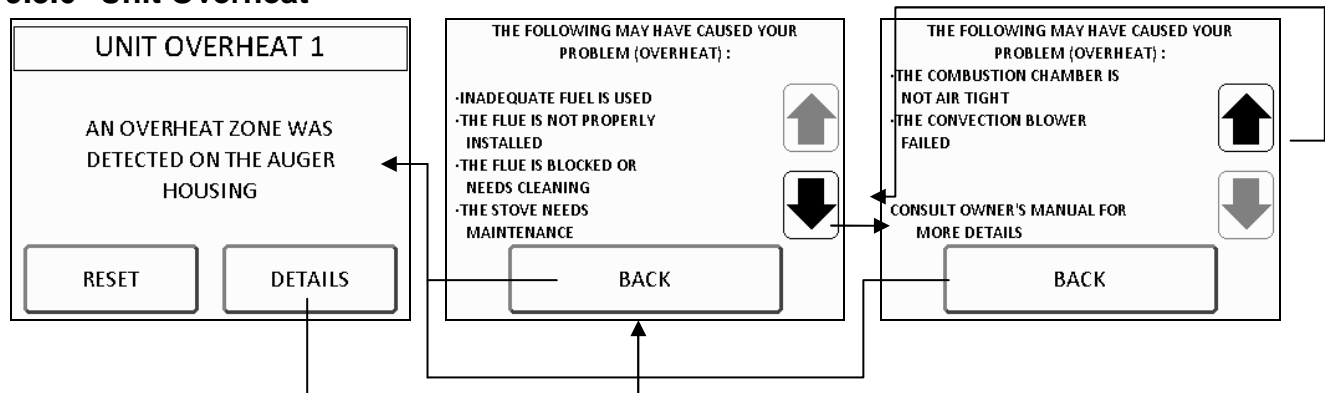 Unit Overheat
UNIT OVERHEAT 1
AN OVERHEAT ZONE WAS
DETECTED ON THE AUGER
HOUSING
RESET
DETAILS
THE FOLLOWING MAY HAVE CAUSED YOUR
PROBLEM (OVERHEAT) :
·INADEQUATE FUEL IS USED
·THE FLUE IS NOT PROPERLY
INSTALLED
·THE FLUE IS BLOCKED OR
NEEDS CLEANING
·THE STOVE NEEDS
MAINTENANCE
BACK
THE FOLLOWING MAY HAVE CAUSED YOUR
PROBLEM (OVERHEAT) :
·THE COMBUSTION CHAMBER IS
NOT AIR TIGHT
·THE CONVECTION BLOWER
FAILED
CONSULT OWNER'S MANUAL FOR
MORE DETAILS
BACK